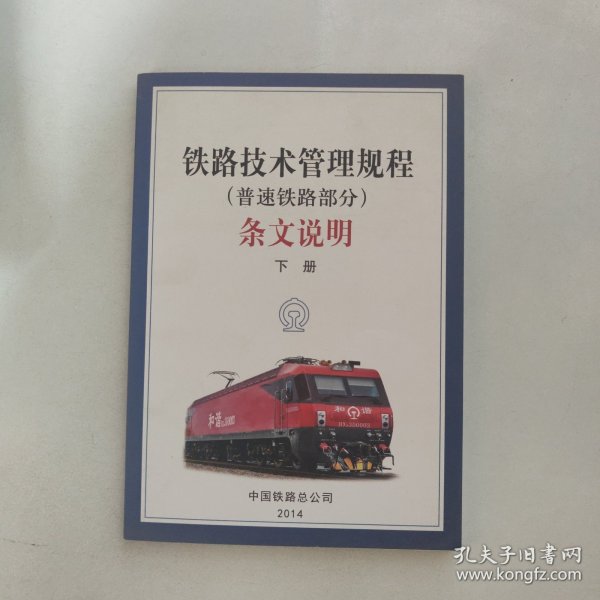 铁路技术管理规程
（普速铁路部分）
条文说明
下 册
和谐
和 谐
中国铁路总公司
2014
孔夫子旧书网
www.kongfz.com